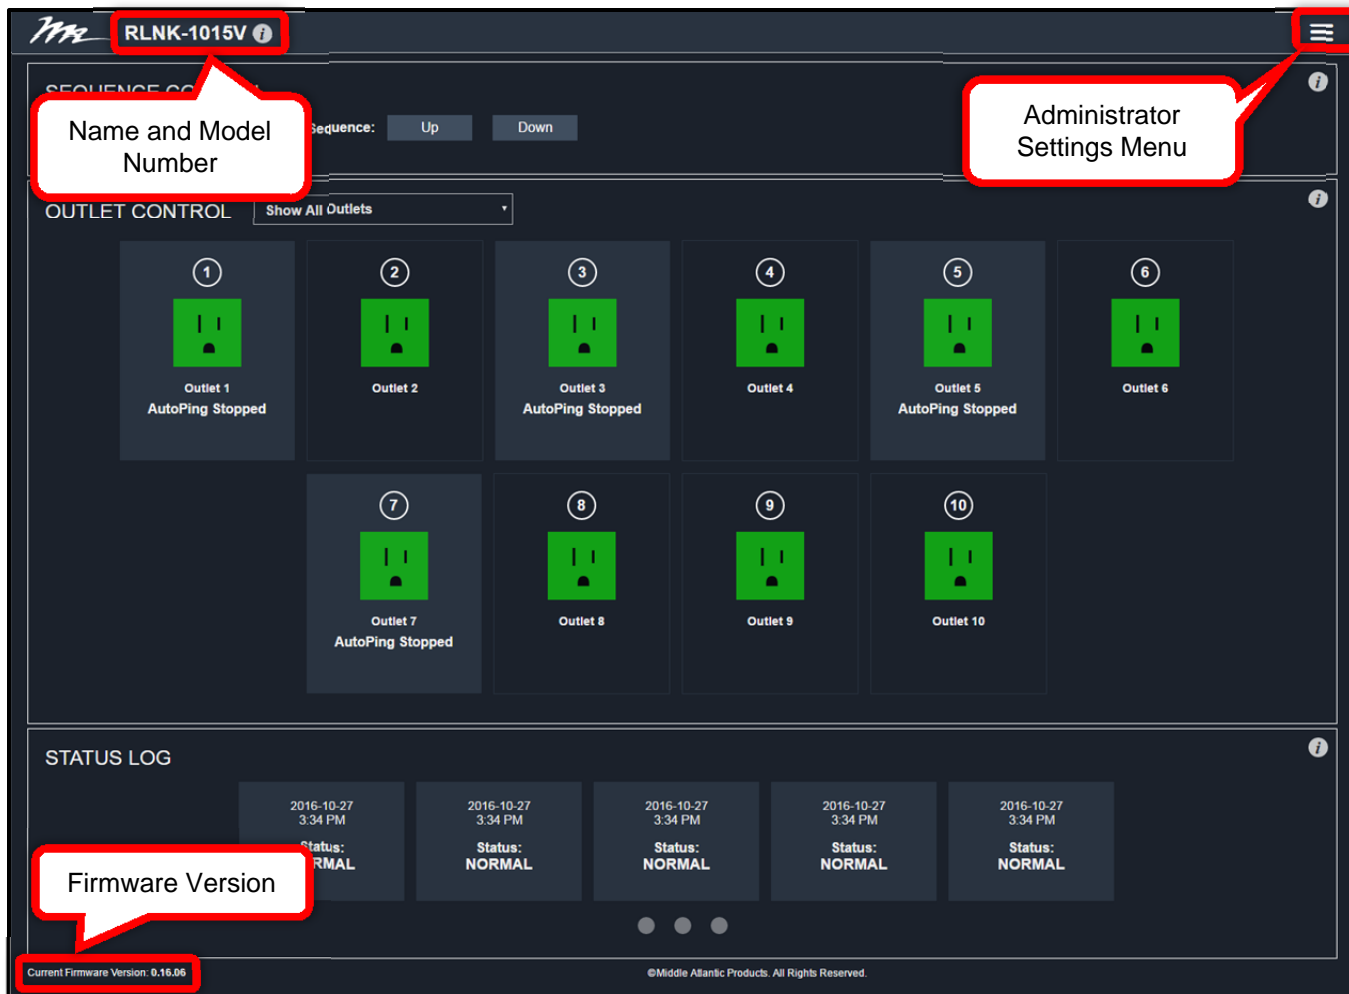 RLNK-1015V
Name and Model
Number
Sequence: Up Down
Administrator
Settings Menu
OUTLET CONTROL Show All Outlets
1 2 3 4 5 6
Outlet 1 Outlet 2 Outlet 3 Outlet 4 Outlet 5 Outlet 6
AutoPing Stopped AutoPing Stopped AutoPing Stopped
7 8 9 10
Outlet 7 Outlet 8 Outlet 9 Outlet 10
AutoPing Stopped
STATUS LOG
2016-10-27 2016-10-27 2016-10-27 2016-10-27 2016-10-27
3:34 PM 3:34 PM 3:34 PM 3:34 PM 3:34 PM
Status: Status: Status: Status: Status:
NORMAL NORMAL NORMAL NORMAL
Firmware Version
Current Firmware Version: 0.16.06
©Middle Atlantic Products. All Rights Reserved.